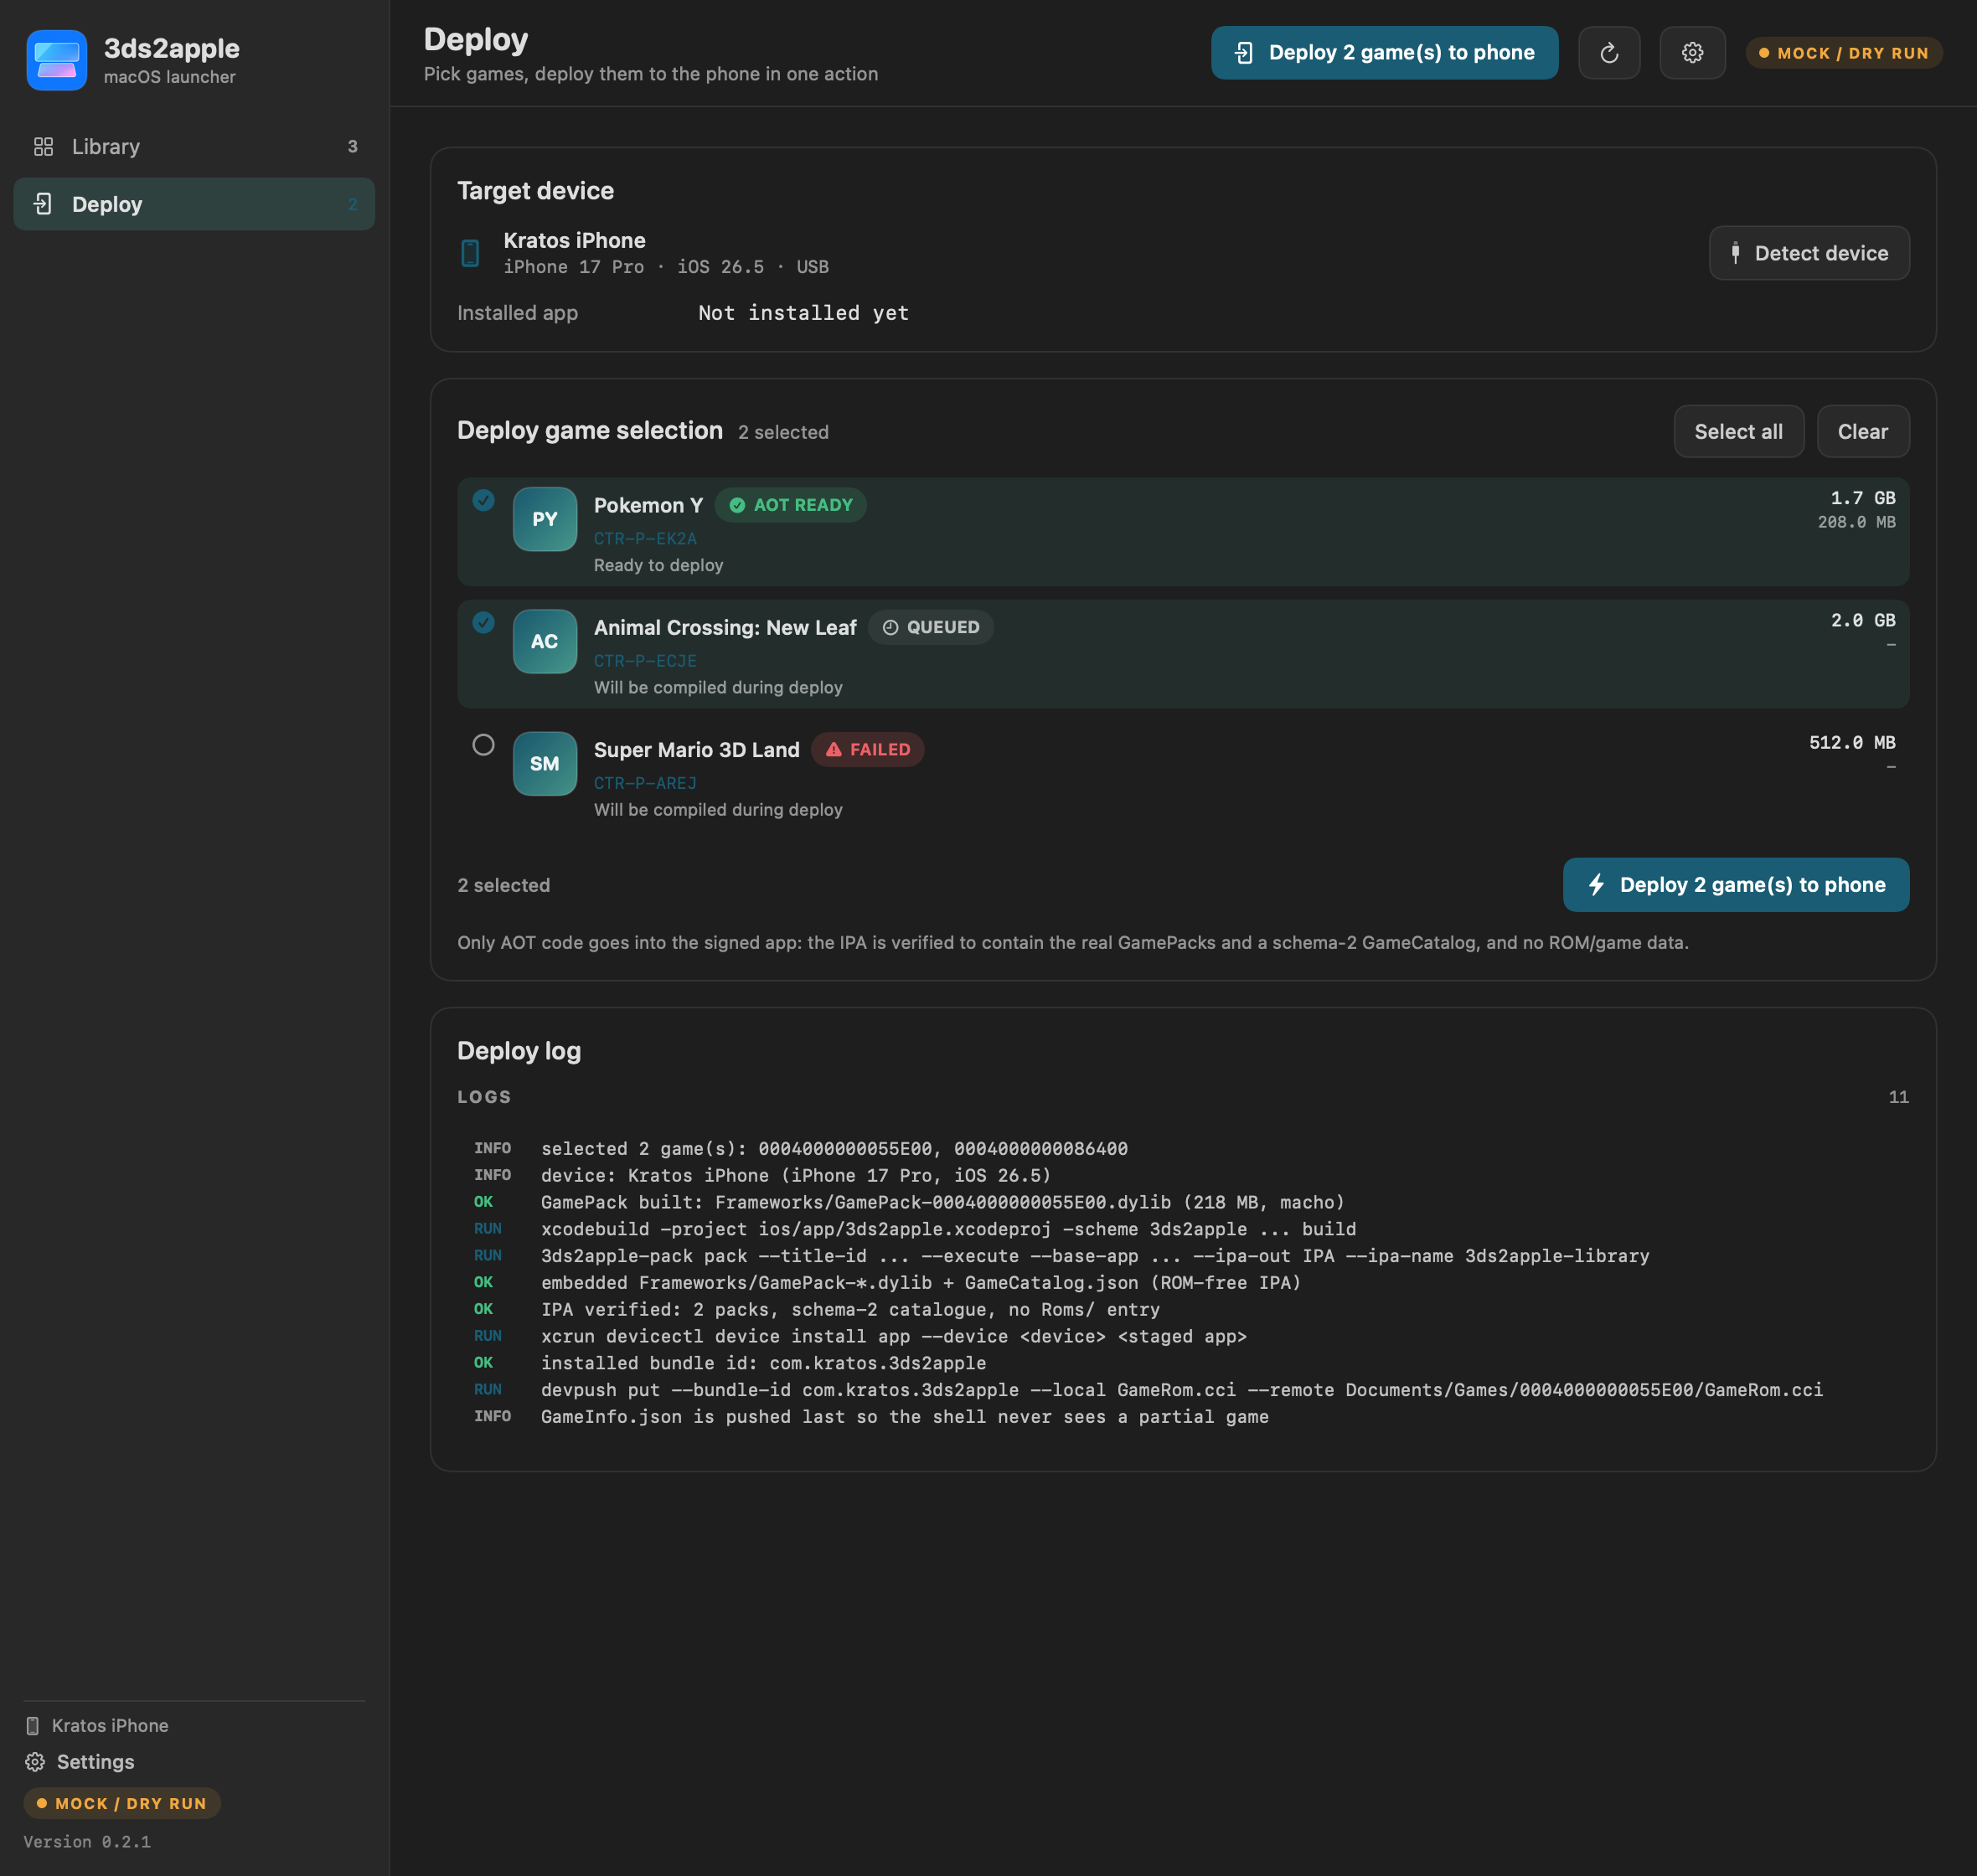 3ds2apple
macOS launcher
Library 3
Deploy 2
Kratos iPhone
Settings
MOCK / DRY RUN
Version 0.2.1
Deploy
Pick games, deploy them to the phone in one action
Deploy 2 game(s) to phone
MOCK / DRY RUN
Target device
Kratos iPhone
iPhone 17 Pro · iOS 26.5 · USB
Detect device
Installed app Not installed yet
Deploy game selection 2 selected
Select all
Clear
PY
Pokemon Y AOT READY
CTR-P-EK2A
Ready to deploy
1.7 GB
208.0 MB
AC
Animal Crossing: New Leaf QUEUED
CTR-P-ECJE
Will be compiled during deploy
2.0 GB
—
SM
Super Mario 3D Land FAILED
CTR-P-AREJ
Will be compiled during deploy
512.0 MB
—
2 selected
Deploy 2 game(s) to phone
Only AOT code goes into the signed app: the IPA is verified to contain the real GamePacks and a schema-2 GameCatalog, and no ROM/game data.
Deploy log
LOGS 11
INFO selected 2 game(s): 0004000000055E00, 0004000000086400
INFO device: Kratos iPhone (iPhone 17 Pro, iOS 26.5)
OK GamePack built: Frameworks/GamePack-0004000000055E00.dylib (218 MB, macho)
RUN xcodebuild -project ios/app/3ds2apple.xcodeproj -scheme 3ds2apple ... build
RUN 3ds2apple-pack pack --title-id ... --execute --base-app ... --ipa-out IPA --ipa-name 3ds2apple-library
OK embedded Frameworks/GamePack-*.dylib + GameCatalog.json (ROM-free IPA)
OK IPA verified: 2 packs, schema-2 catalogue, no Roms/ entry
RUN xcrun devicectl device install app --device <device> <staged app>
OK installed bundle id: com.kratos.3ds2apple
RUN devpush put --bundle-id com.kratos.3ds2apple --local GameRom.cci --remote Documents/Games/0004000000055E00/GameRom.cci
INFO GameInfo.json is pushed last so the shell never sees a partial game